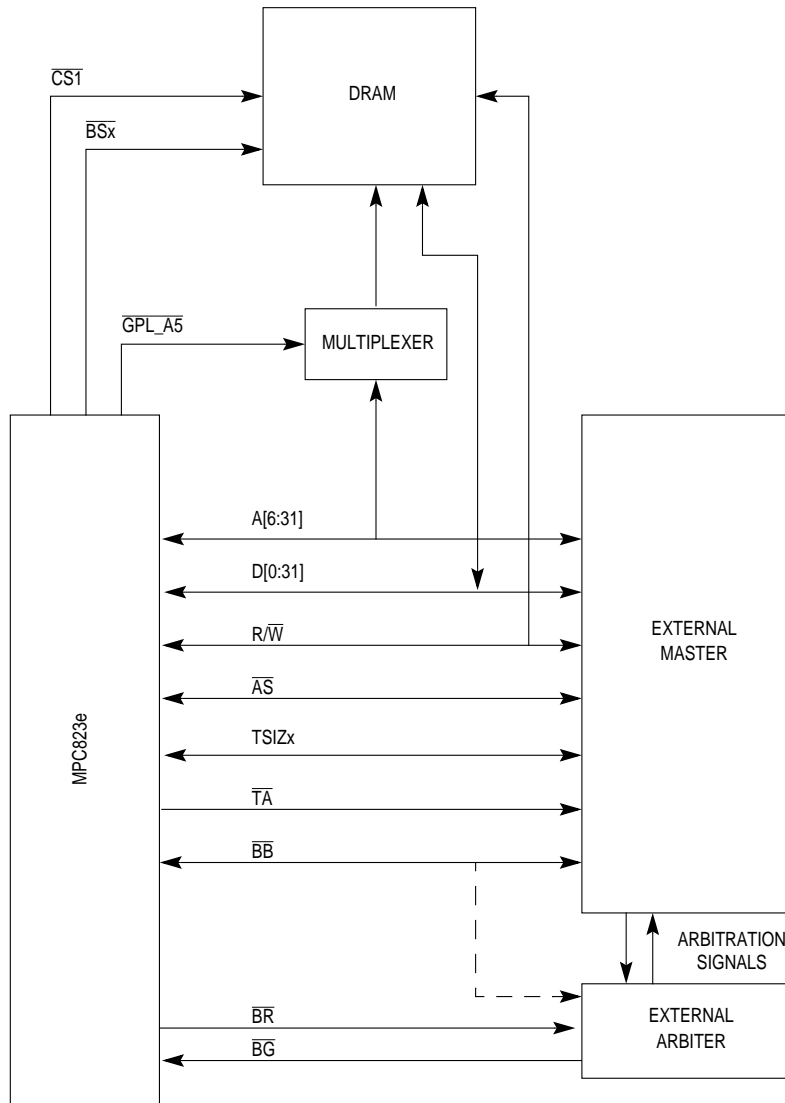 CS1
DRAM
BSx
GPL_A5
MULTIPLEXER
A[6:31]
D[0:31]
R/W
EXTERNAL
MASTER
AS
MPC823e
TSIZx
TA
BB
ARBITRATION
SIGNALS
BR
EXTERNAL
ARBITER
BG